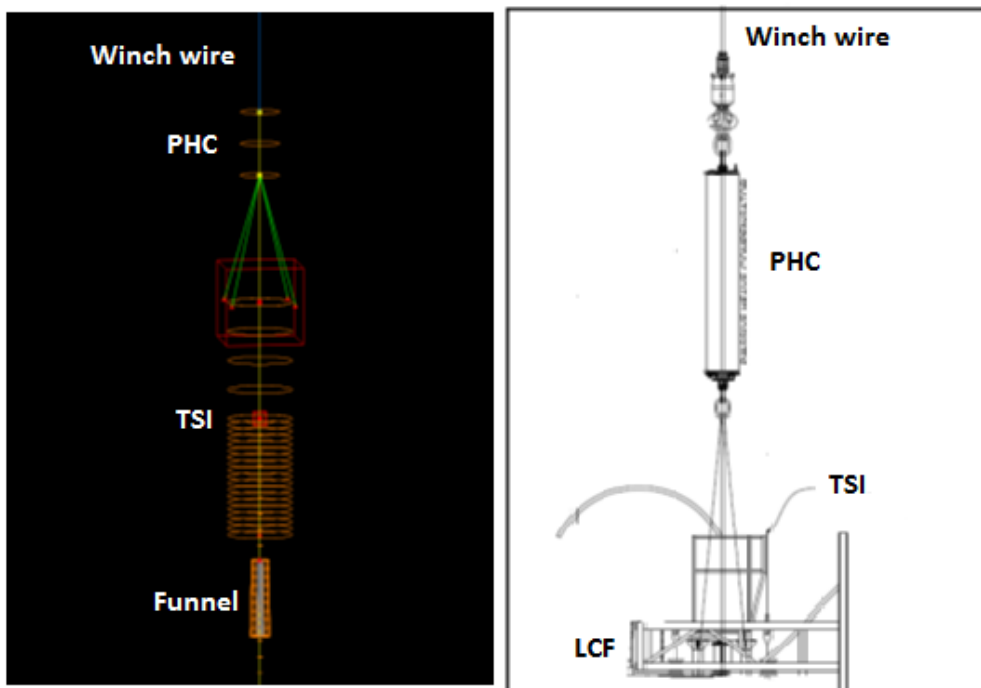 Winch wire
PHC
TSI
Funnel
Winch wire
PHC
TSI
LCF